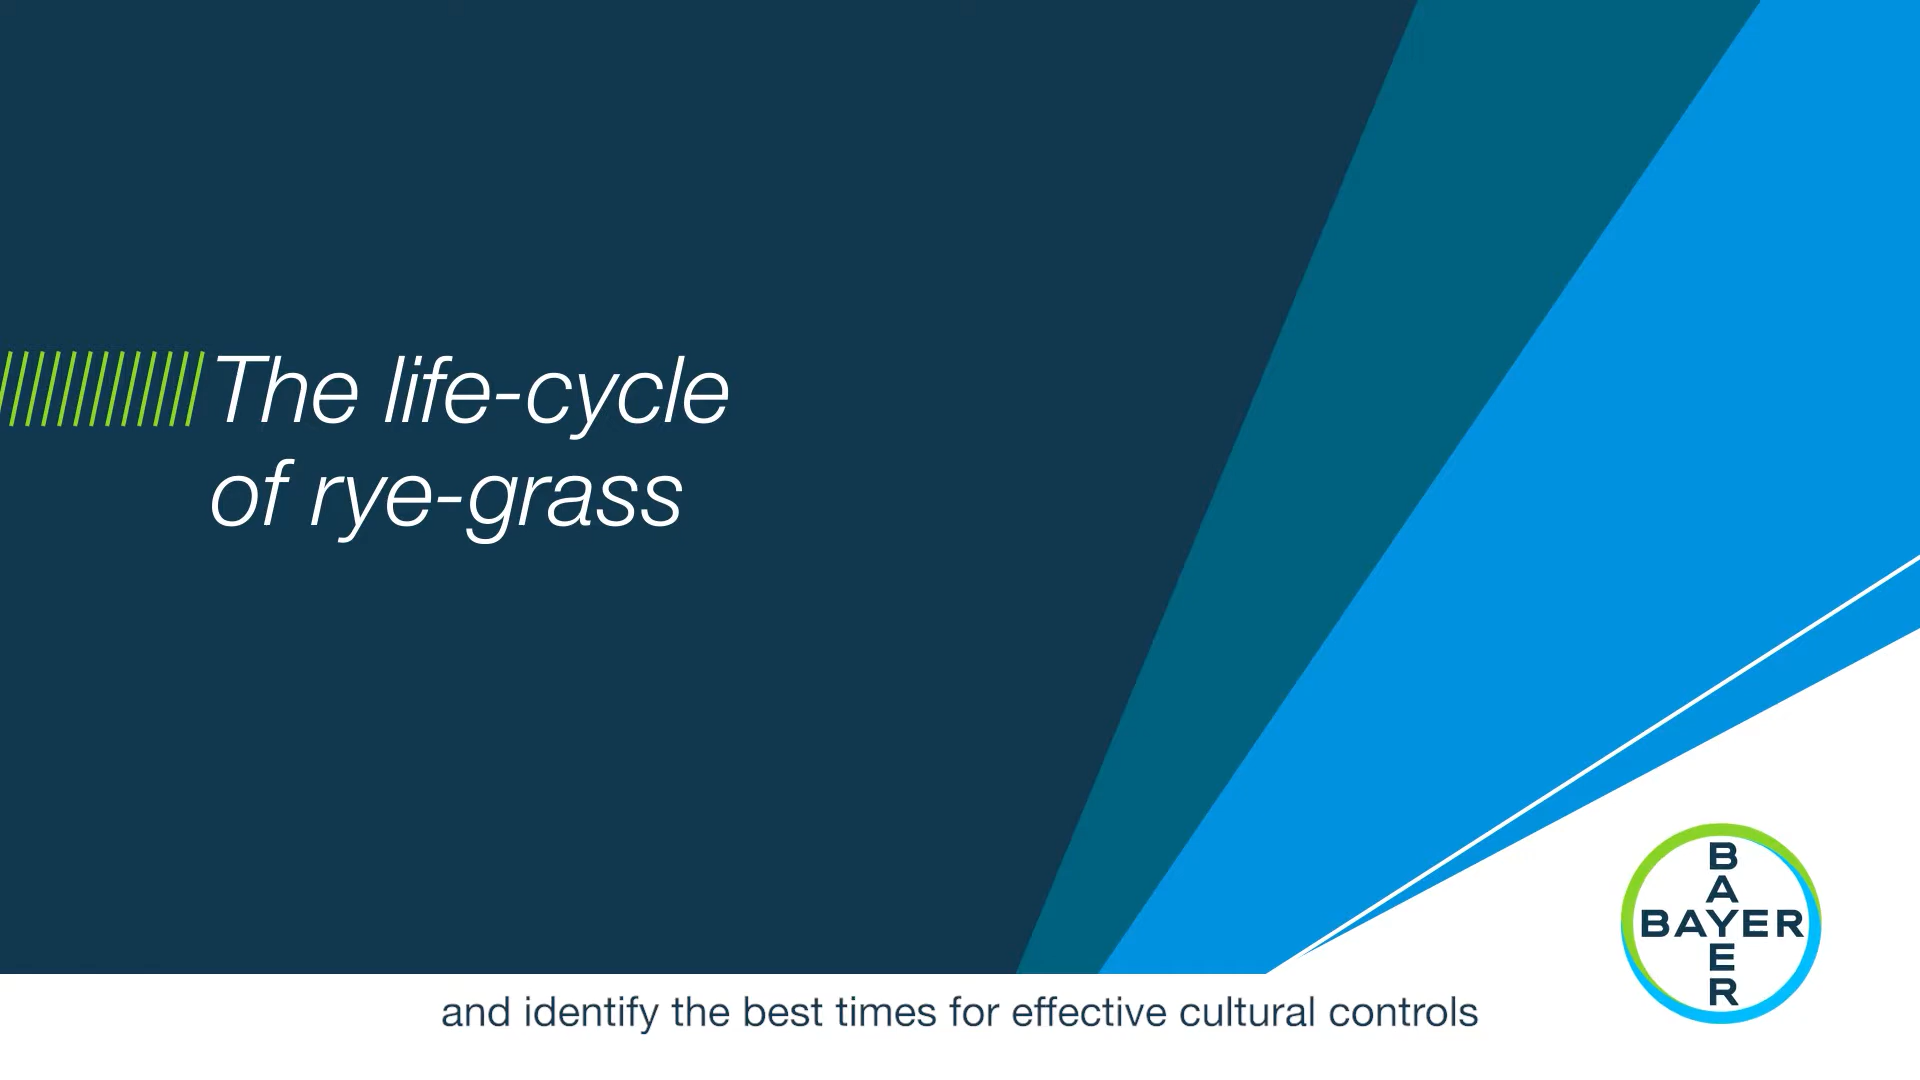 The life-cycle
of rye-grass
BAYER
BAYER
and identify the best times for effective cultural controls